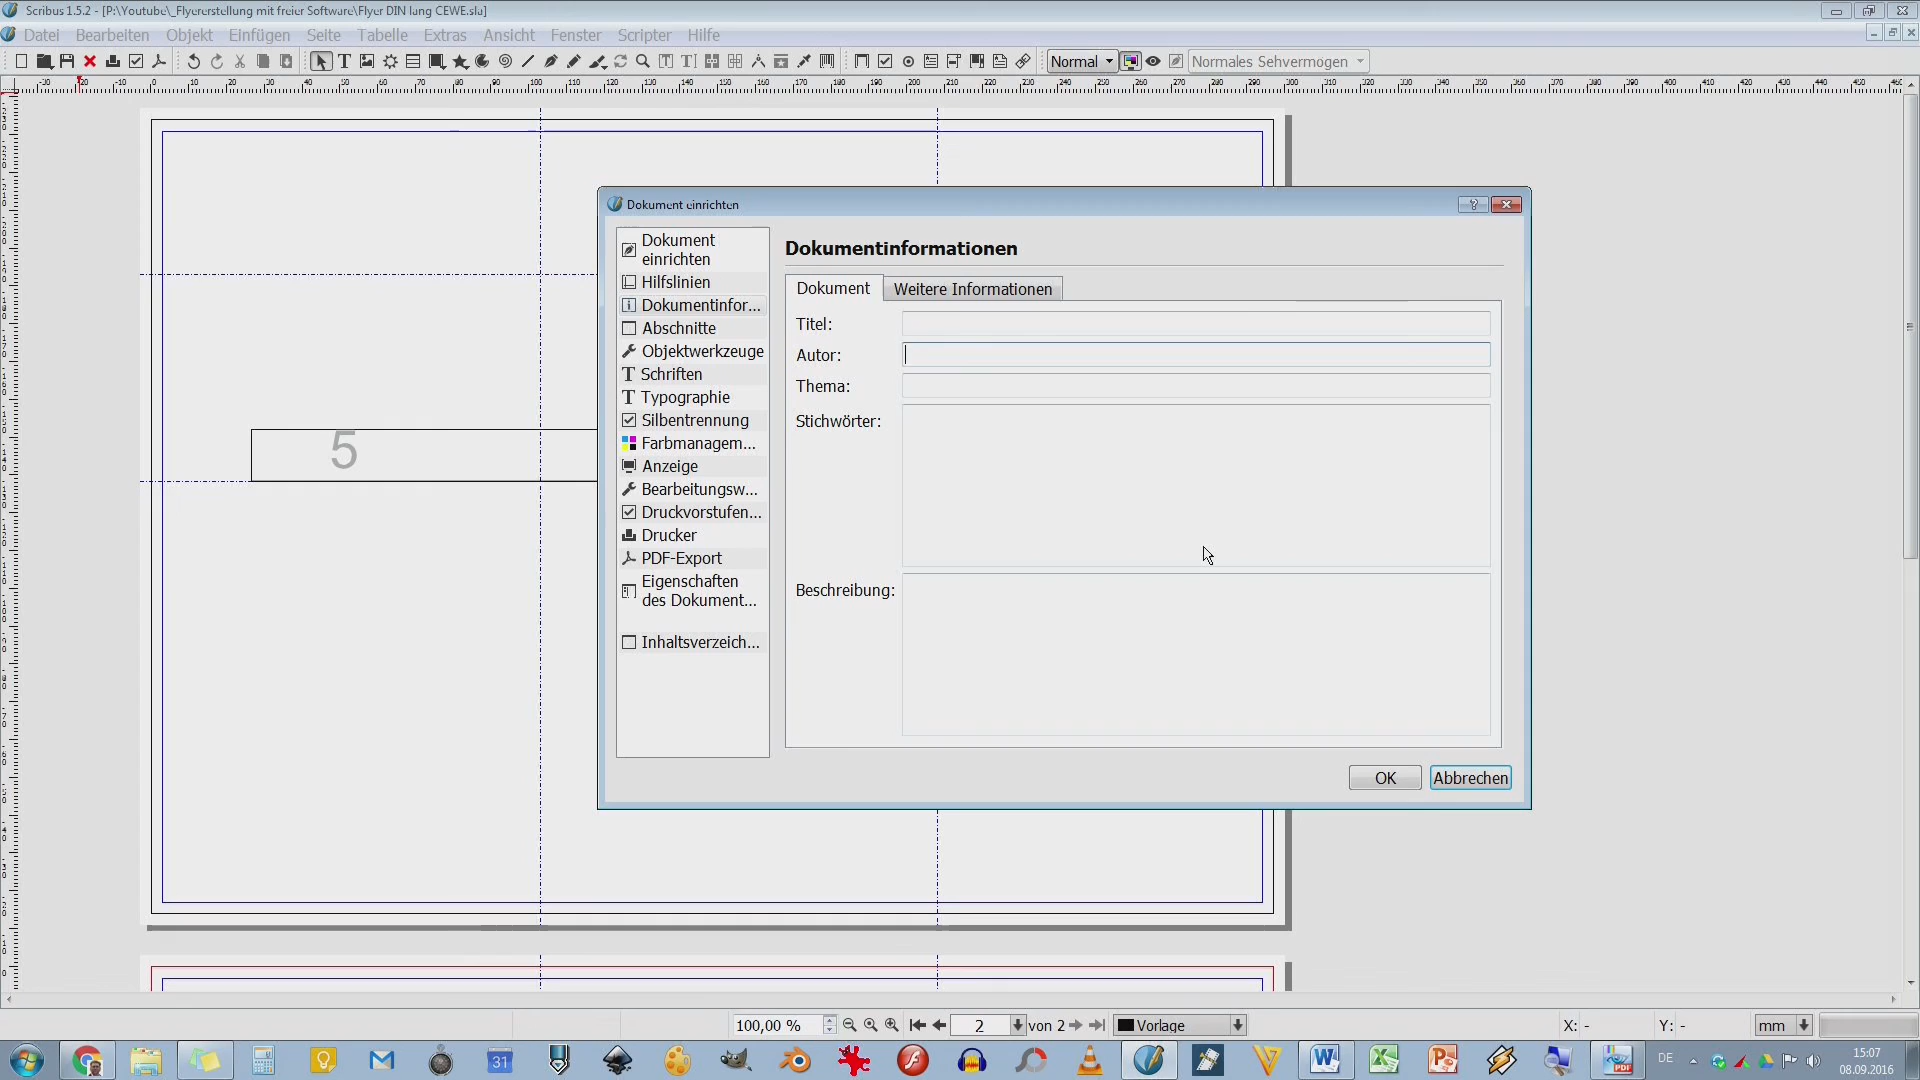 Scribus 1.5.2 - [P:\Youtube\_Flyererstellung mit freier Software\Flyer DIN lang CEWE.sla]
Datei Bearbeiten Objekt Einfügen Seite Tabelle Extras Ansicht Fenster Scripter Hilfe
Normal Normales Sehvermögen
5
Dokument einrichten
Dokument
einrichten
Hilfslinien
Dokumentinfor...
Abschnitte
Objektwerkzeuge
Schriften
Typographie
Silbentrennung
Farbmanagem...
Anzeige
Bearbeitungsw...
Druckvorstufen...
Drucker
PDF-Export
Eigenschaften
des Dokument...
Inhaltsverzeich...
Dokumentinformationen
Dokument Weitere Informationen
Titel:
Autor:
Thema:
Stichwörter:
Beschreibung:
OK Abbrechen
100,00 % 2 von 2 Vorlage X: - Y: - mm
31 DE 15:07
08.09.2016